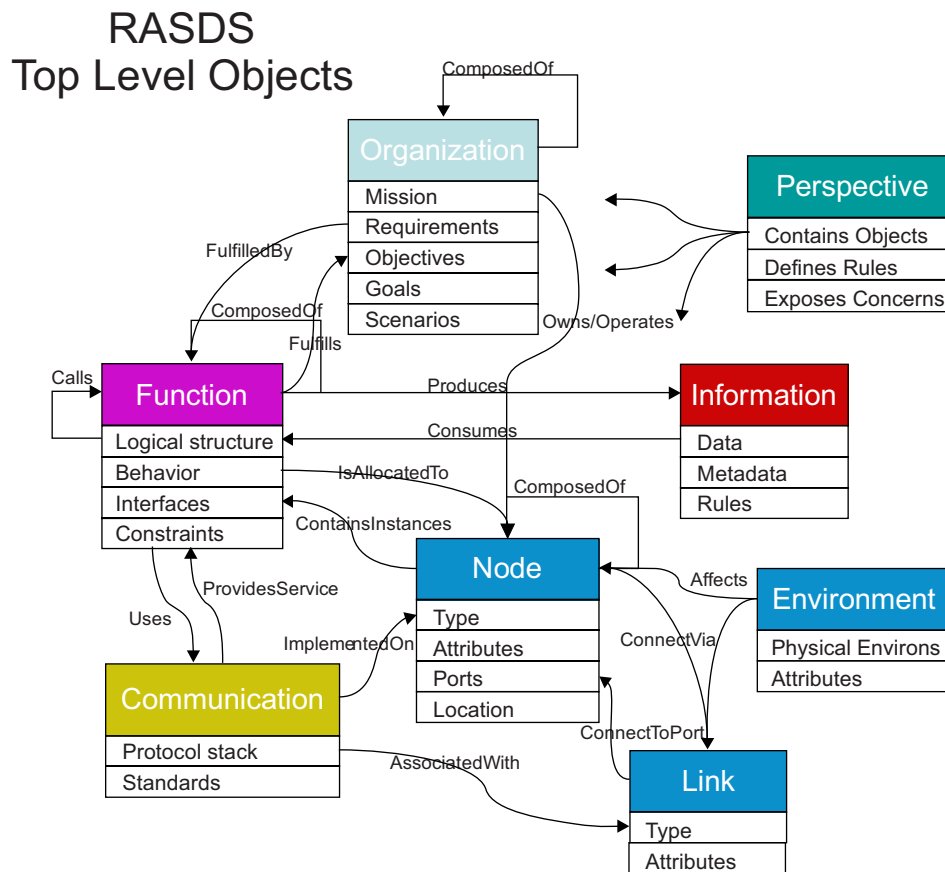 RASDS
Top Level Objects
ComposedOf
Organization
Mission
Requirements
Objectives
Goals
Scenarios
Perspective
Contains Objects
Defines Rules
Exposes Concerns
FulfilledBy
ComposedOf
Fulfills
Owns/Operates
Calls
Function
Logical structure
Behavior
Interfaces
Constraints
Produces
Consumes
Information
Data
Metadata
Rules
IsAllocatedTo
ComposedOf
ContainsInstances
Node
Type
Attributes
Ports
Location
Affects
Environment
Physical Environs
Attributes
ProvidesService
Uses
ImplementedOn
ConnectVia
Communication
Protocol stack
Standards
AssociatedWith
ConnectToPort
Link
Type
Attributes